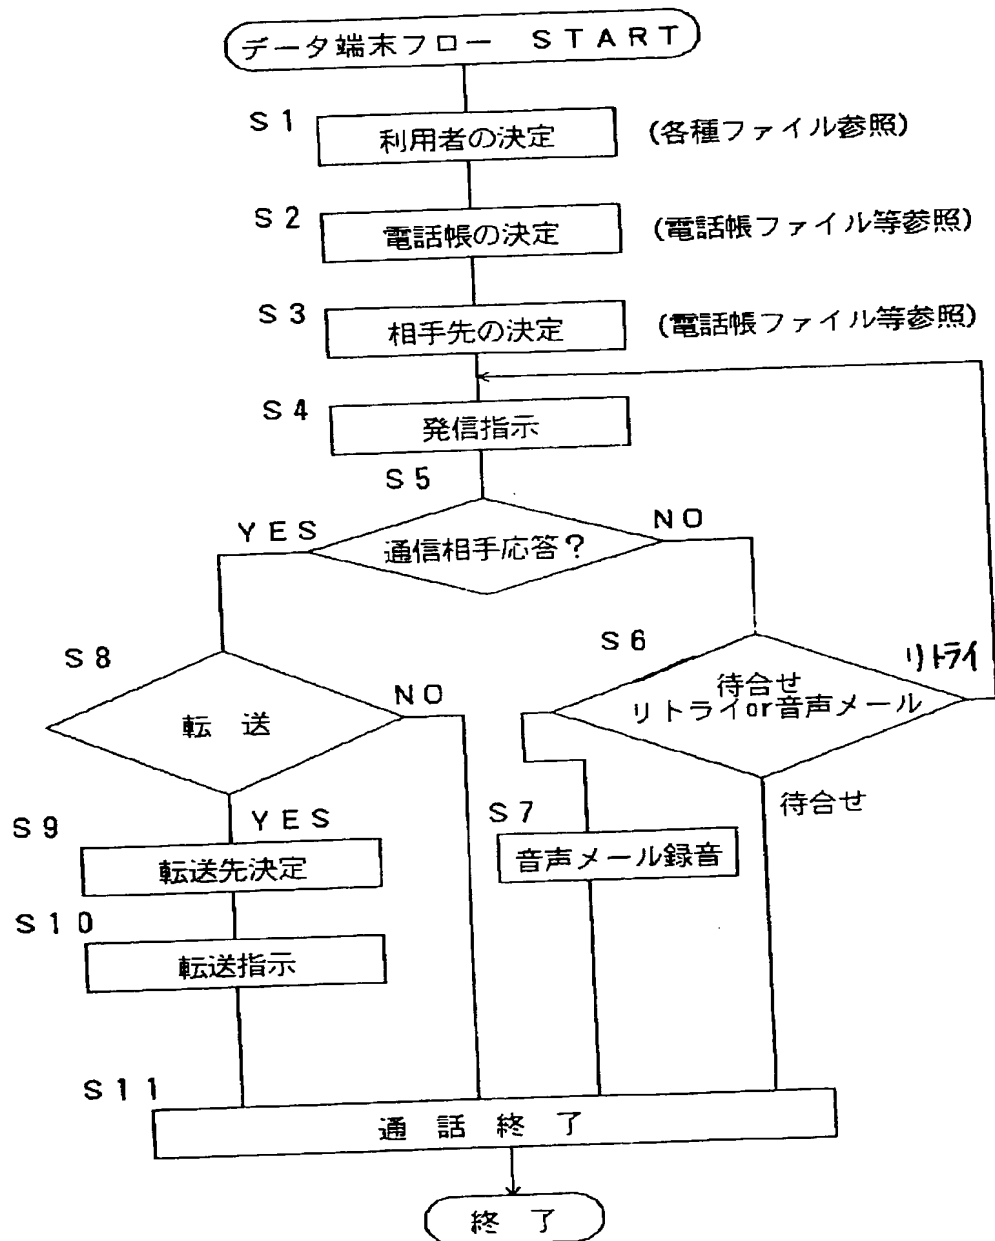 データ端末フロー START
S1
利用者の決定
(各種ファイル参照)
S2
電話帳の決定
(電話帳ファイル等参照)
S3
相手先の決定
(電話帳ファイル等参照)
S4
発信指示
S5
YES
通信相手応答?
NO
S6
待合せ
リトライor音声メール
リトライ
待合せ
S7
音声メール録音
S8
転送
NO
YES
S9
転送先決定
S10
転送指示
S11
通話終了
終了